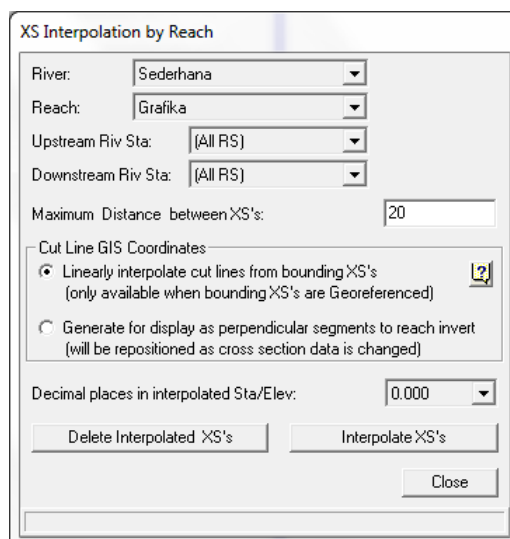 XS Interpolation by Reach
River: Sederhana
Reach: Grafika
Upstream Riv Sta: (All RS)
Downstream Riv Sta: (All RS)
Maximum Distance between XS's: 20
Cut Line GIS Coordinates
Linearly interpolate cut lines from bounding XS's
(only available when bounding XS's are Georeferenced)
?
Generate for display as perpendicular segments to reach invert
(will be repositioned as cross section data is changed)
Decimal places in interpolated Sta/Elev: 0.000
Delete Interpolated XS's Interpolate XS's
Close